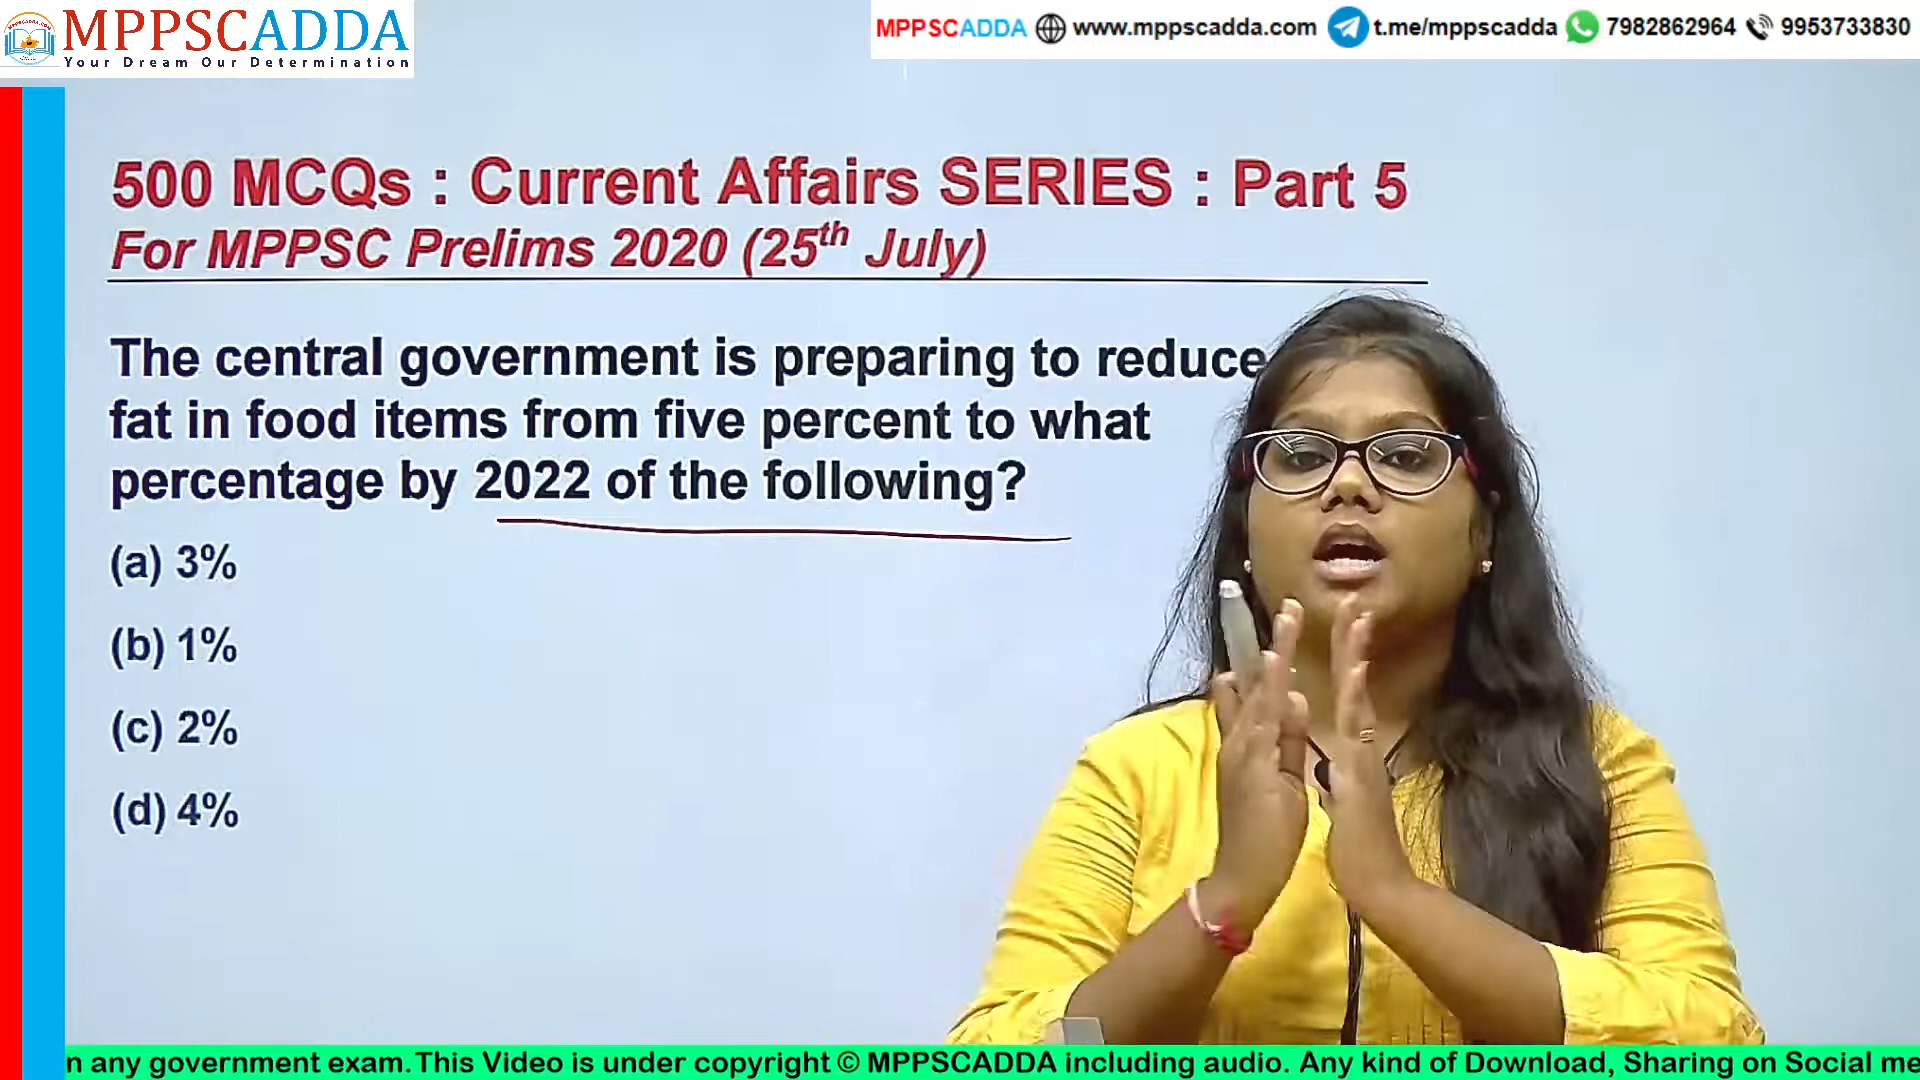 MPPSCADDA
Your Dream Our Determination
MPPSCADDA www.mppscadda.com t.me/mppscadda 7982862964 9953733830
500 MCQs : Current Affairs SERIES : Part 5
For MPPSC Prelims 2020 (25th July)
The central government is preparing to reduce
fat in food items from five percent to what
percentage by 2022 of the following?
(a) 3%
(b) 1%
(c) 2%
(d) 4%
n any government exam. This Video is under copyright © MPPSCADDA including audio. Any kind of Download, Sharing on Social me